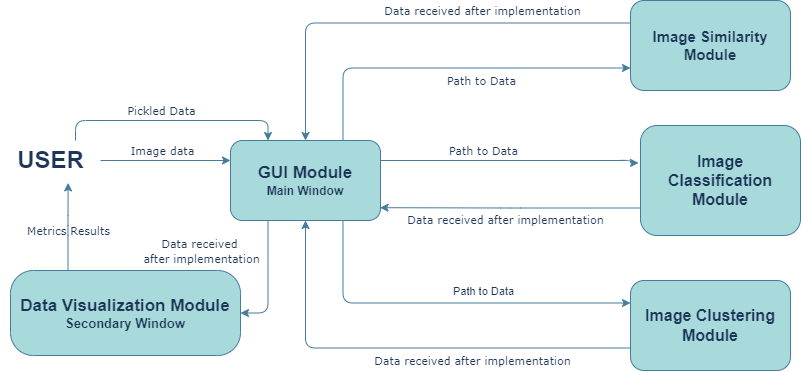 Data received after implementation
Image Similarity
Module
Path to Data
Pickled Data
USER
Image data
GUI Module
Main Window
Path to Data
Image
Classification
Module
Data received after implementation
Metrics Results
Data received
after implementation
Data Visualization Module
Secondary Window
Path to Data
Image Clustering
Module
Data received after implementation